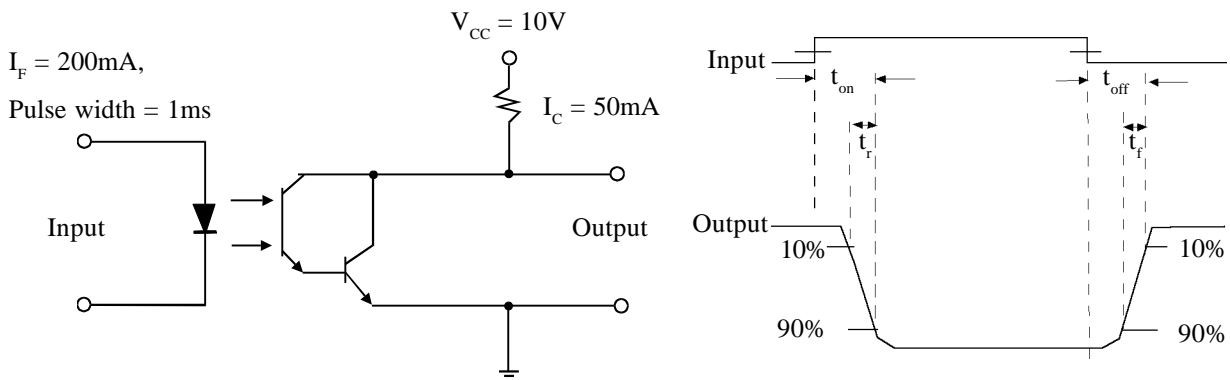 V_CC = 10V
I_F = 200mA,
Pulse width = 1ms
I_C = 50mA
Input
Output
Input
t_on
t_off
t_r
t_f
Output
10%
10%
90%
90%